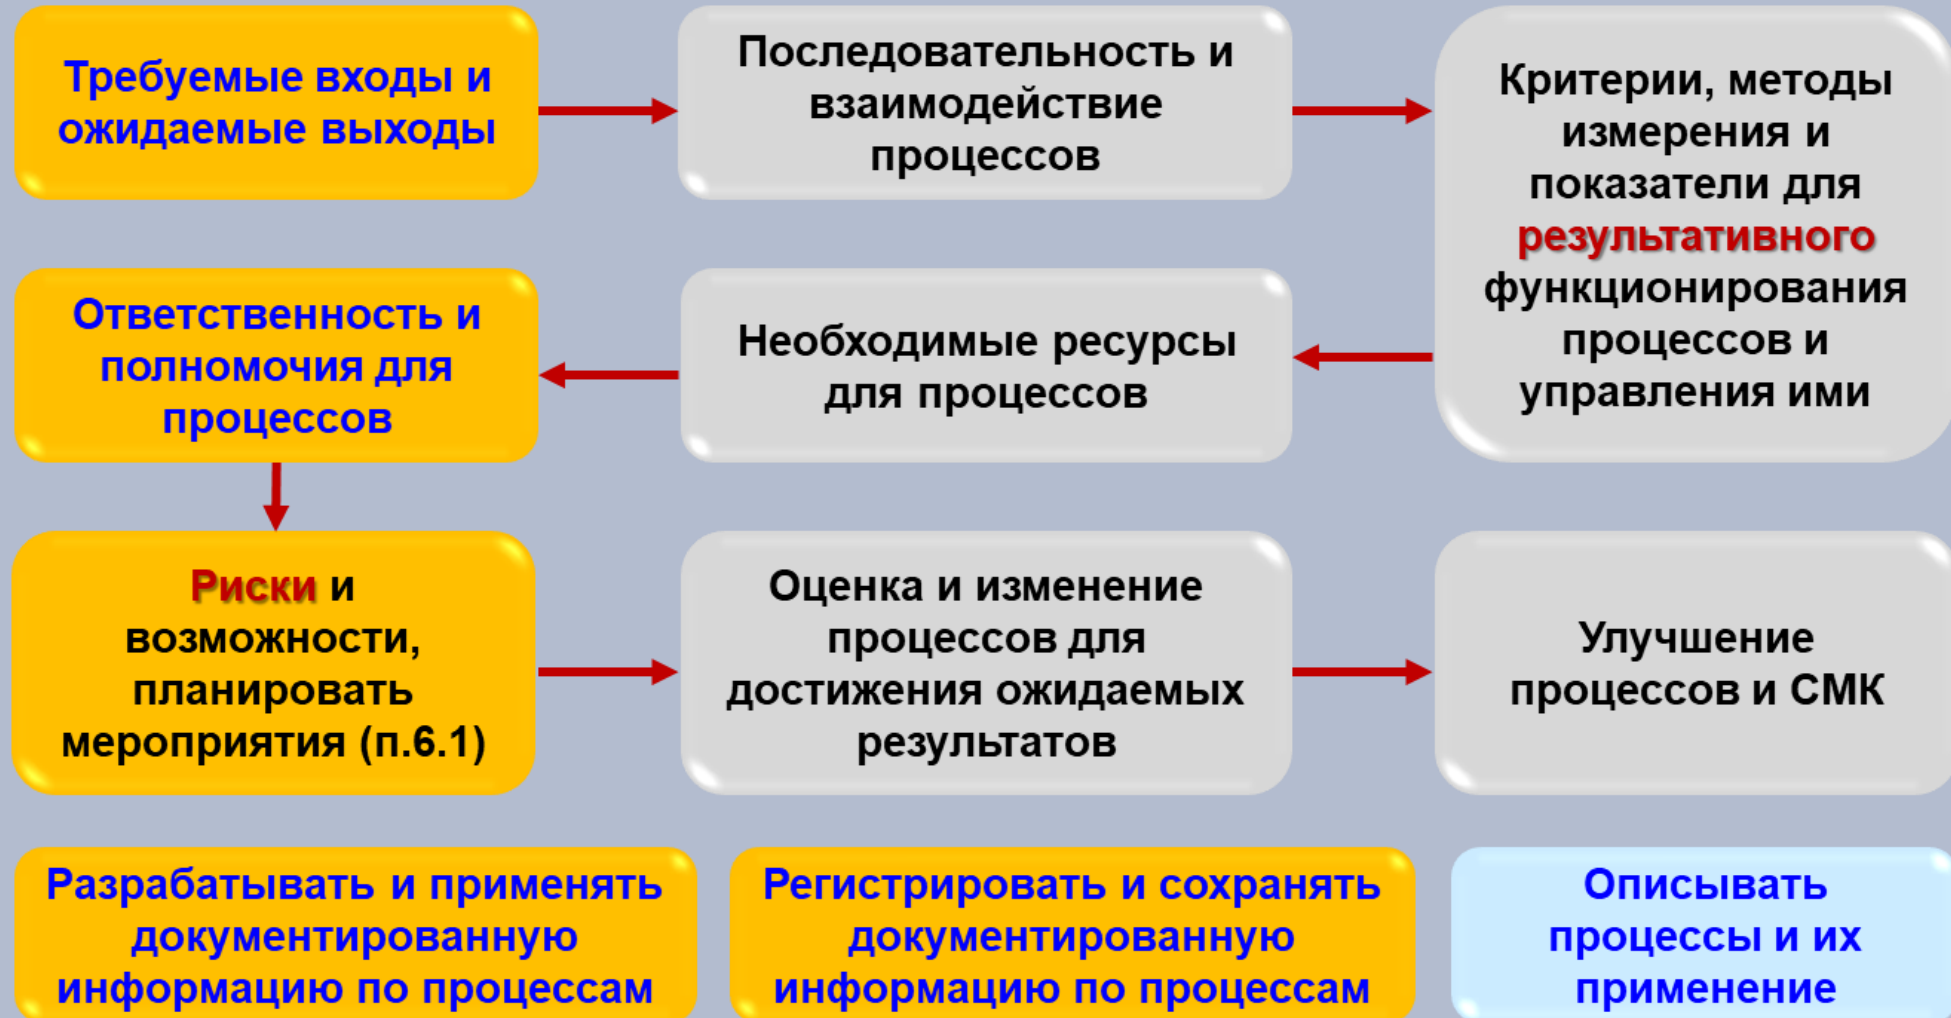 Требуемые входы и
ожидаемые выходы
Последовательность и
взаимодействие
процессов
Критерии, методы
измерения и
показатели для
результативного
функционирования
процессов и
управления ими
Необходимые ресурсы
для процессов
Ответственность и
полномочия для
процессов
Риски и
возможности,
планировать
мероприятия (п.6.1)
Оценка и изменение
процессов для
достижения ожидаемых
результатов
Улучшение
процессов и СМК
Разрабатывать и применять
документированную
информацию по процессам
Регистрировать и сохранять
документированную
информацию по процессам
Описывать
процессы и их
применение